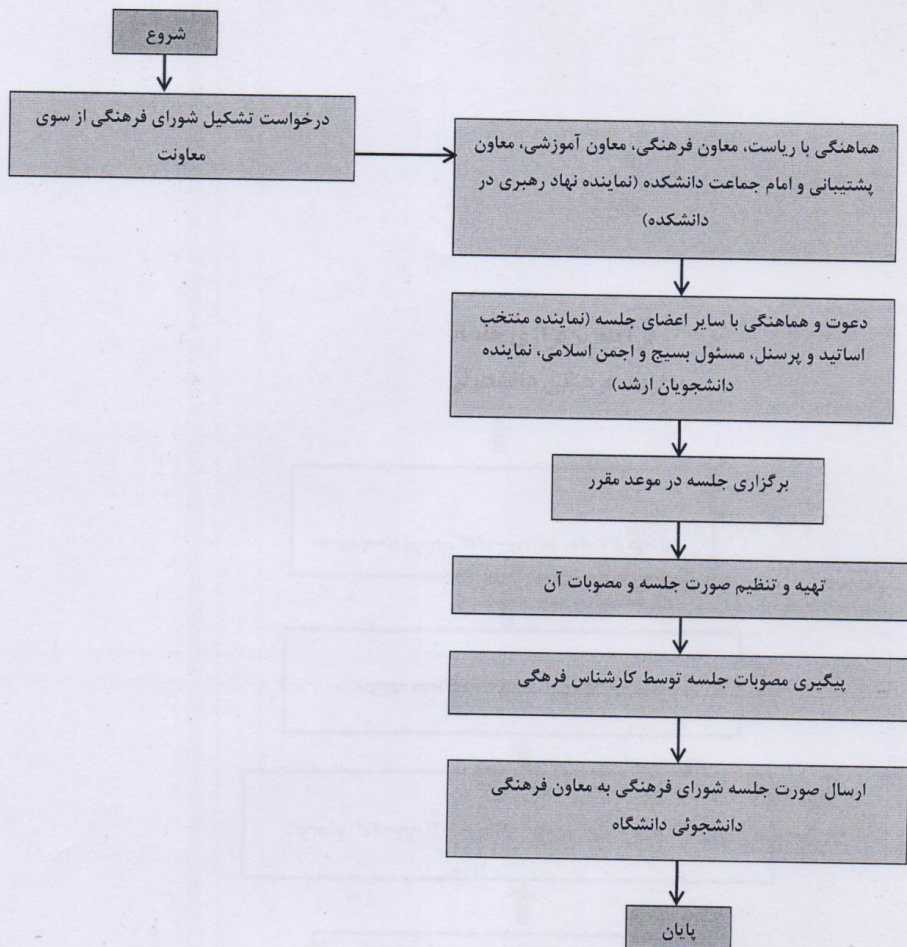 شروع
درخواست تشکیل شورای فرهنگی از سوی
معاونت
هماهنگی با ریاست، معاون فرهنگی، معاون آموزشی، معاون
پشتیبانی و امام جماعت دانشکده (نماینده نهاد رهبری در
دانشکده)
دعوت و هماهنگی با سایر اعضای جلسه (نماینده منتخب
اساتید و پرسنل، مسئول بسیج و اجمن اسلامی، نماینده
دانشجویان ارشد)
برگزاری جلسه در موعد مقرر
تهیه و تنظیم صورت جلسه و مصوبات آن
پیگیری مصوبات جلسه توسط کارشناس فرهگی
ارسال صورت جلسه شورای فرهنگی به معاون فرهنگی
دانشجوئی دانشگاه
پایان